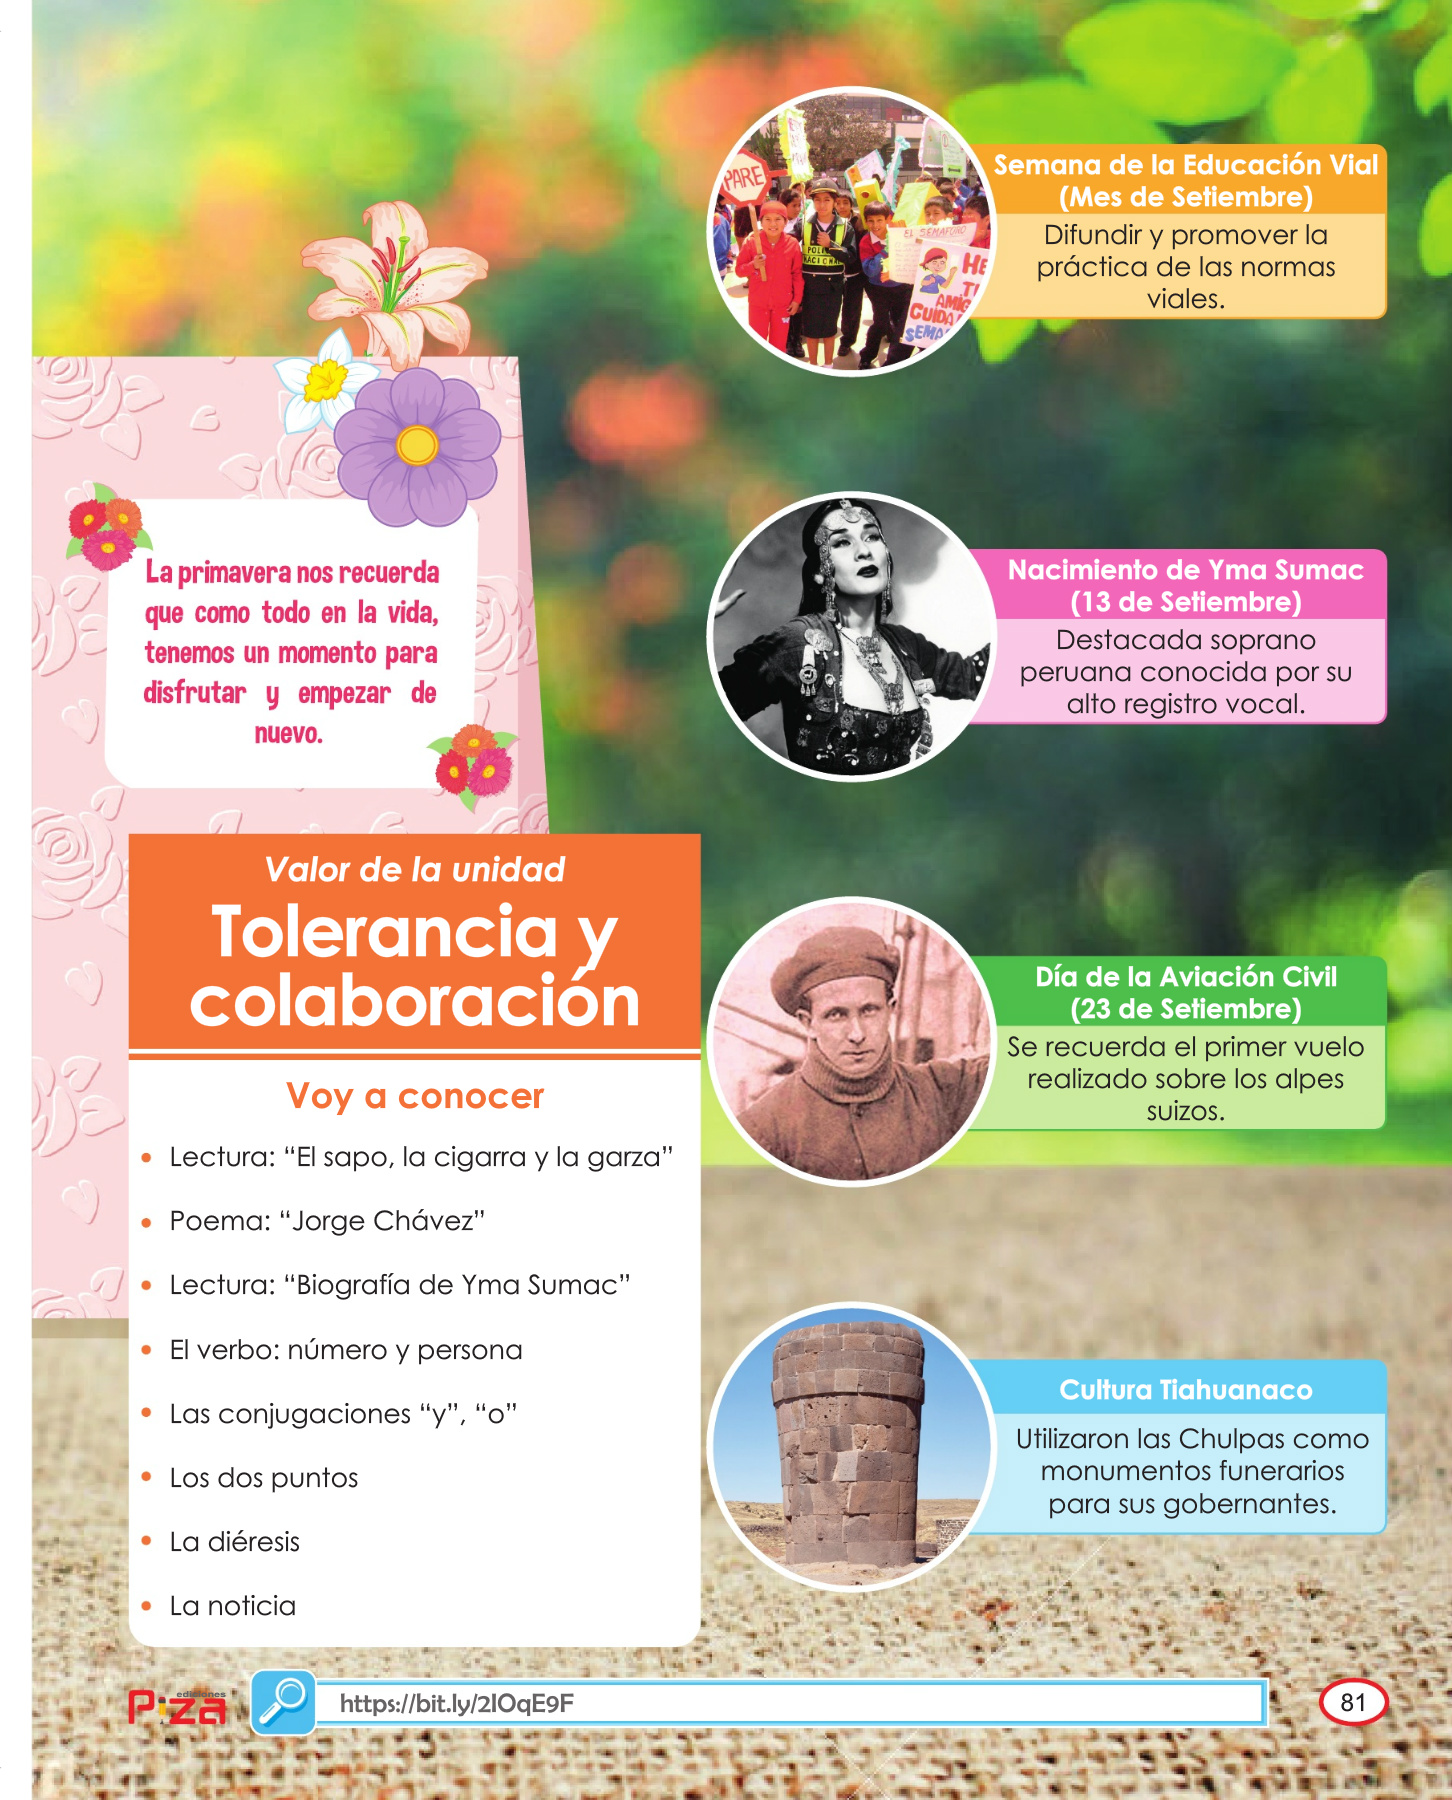 La primavera nos recuerda
que como todo en la vida,
tenemos un momento para
disfrutar y empezar de
nuevo.
Valor de la unidad
Tolerancia y
colaboración
Voy a conocer
• Lectura: “El sapo, la cigarra y la garza”
• Poema: “Jorge Chávez”
• Lectura: “Biografía de Yma Sumac”
• El verbo: número y persona
• Las conjugaciones “y”, “o”
• Los dos puntos
• La diéresis
• La noticia
PARE
POLICIA
NACIONAL
EL SEMAFORO
AMIG
CUIDA
Semana de la Educación Vial
(Mes de Setiembre)
Difundir y promover la
práctica de las normas
viales.
Nacimiento de Yma Sumac
(13 de Setiembre)
Destacada soprano
peruana conocida por su
alto registro vocal.
Día de la Aviación Civil
(23 de Setiembre)
Se recuerda el primer vuelo
realizado sobre los alpes
suizos.
Cultura Tiahuanaco
Utilizaron las Chulpas como
monumentos funerarios
para sus gobernantes.
ediciones
Piza
https://bit.ly/2IOqE9F
81